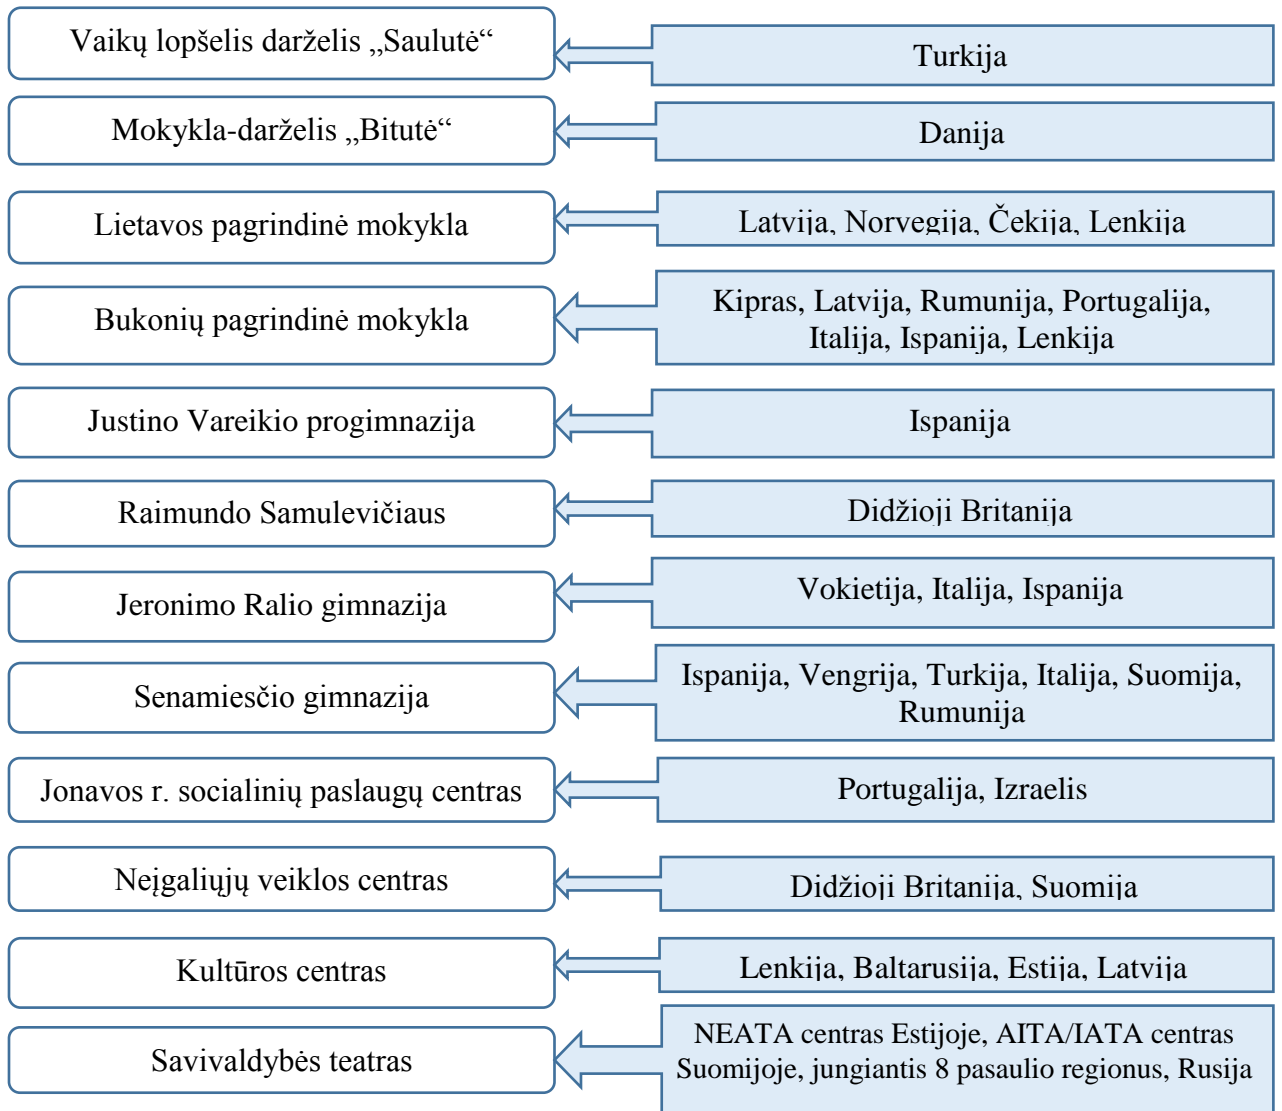 Vaikų lopšelis darželis „Saulutė“
Turkija
Mokykla-darželis „Bitutė“
Danija
Lietavos pagrindinė mokykla
Latvija, Norvegija, Čekija, Lenkija
Bukonių pagrindinė mokykla
Kipras, Latvija, Rumunija, Portugalija,
Italija, Ispanija, Lenkija
Justino Vareikio progimnazija
Ispanija
Raimundo Samulevičiaus
Didžioji Britanija
Jeronimo Ralio gimnazija
Vokietija, Italija, Ispanija
Senamiesčio gimnazija
Ispanija, Vengrija, Turkija, Italija, Suomija,
Rumunija
Jonavos r. socialinių paslaugų centras
Portugalija, Izraelis
Neįgaliųjų veiklos centras
Didžioji Britanija, Suomija
Kultūros centras
Lenkija, Baltarusija, Estija, Latvija
Savivaldybės teatras
NEATA centras Estijoje, AITA/IATA centras
Suomijoje, jungiantis 8 pasaulio regionus, Rusija